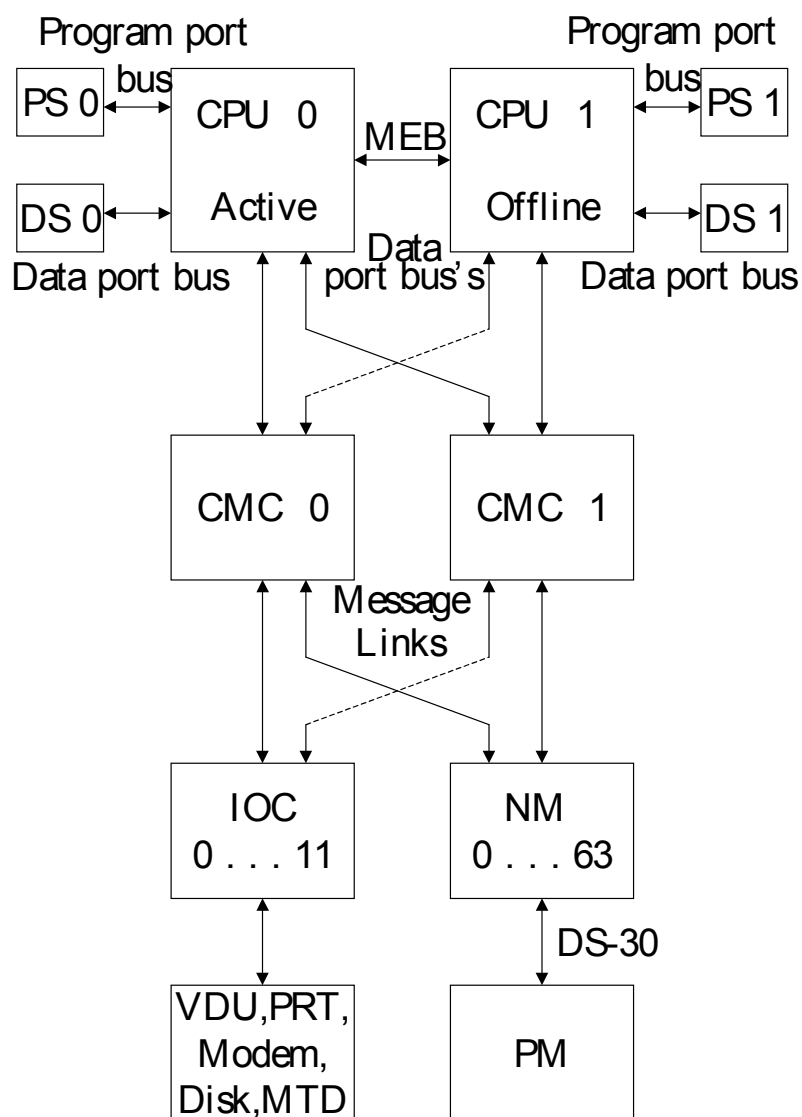 Program port
bus
Program port
bus
PS 0
CPU 0
MEB
CPU 1
PS 1
DS 0
Active
Offline
DS 1
Data port bus
Data
port bus's
Data port bus
CMC 0
CMC 1
Message
Links
IOC
0 . . . 11
NM
0 . . . 63
DS-30
VDU,PRT,
Modem,
Disk,MTD
PM